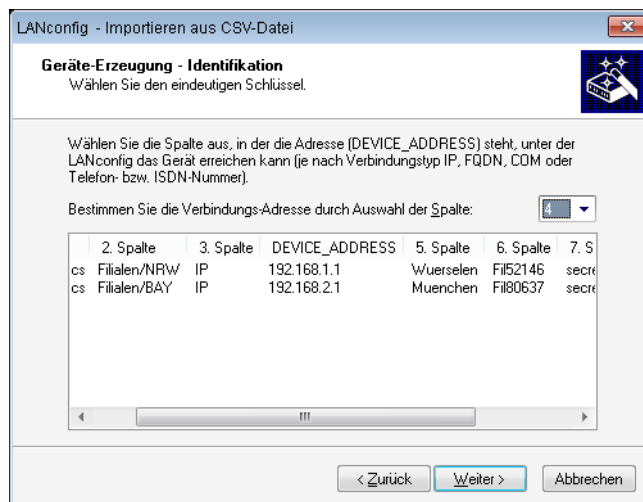 LANconfig - Importieren aus CSV-Datei
Geräte-Erzeugung - Identifikation
Wählen Sie den eindeutigen Schlüssel.
Wählen Sie die Spalte aus, in der die Adresse (DEVICE_ADDRESS) steht, unter der
LANconfig das Gerät erreichen kann (je nach Verbindungstyp IP, FQDN, COM oder
Telefon- bzw. ISDN-Nummer).
Bestimmen Sie die Verbindungs-Adresse durch Auswahl der Spalte: 4
2. Spalte 3. Spalte DEVICE_ADDRESS 5. Spalte 6. Spalte 7. S
cs Filialen/NRW IP 192.168.1.1 Wuerselen Fil52146 secre
cs Filialen/BAY IP 192.168.2.1 Muenchen Fil80637 secre
< Zurück Weiter > Abbrechen